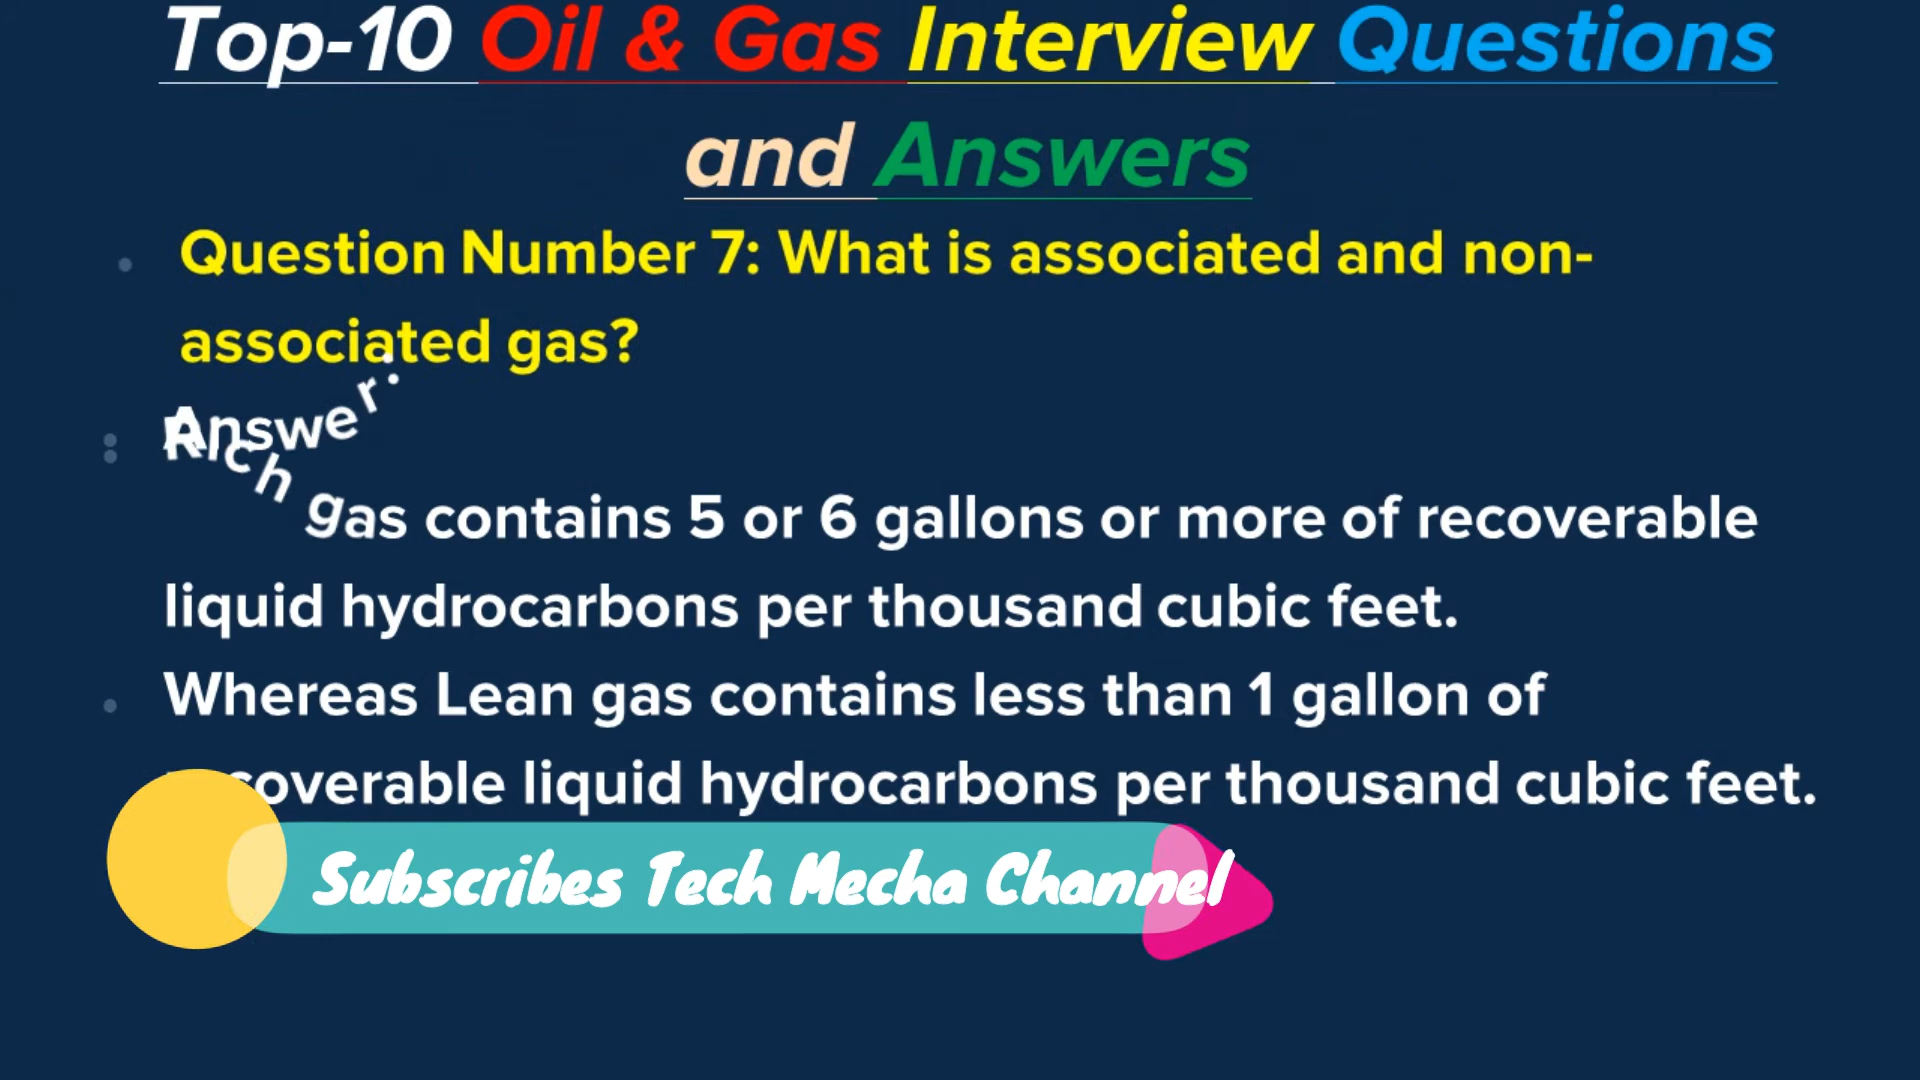 Top-10 Oil & Gas Interview Questions
and Answers
Question Number 7: What is associated and non-
associated gas?
Answer:
Rich gas contains 5 or 6 gallons or more of recoverable
liquid hydrocarbons per thousand cubic feet.
Whereas Lean gas contains less than 1 gallon of
recoverable liquid hydrocarbons per thousand cubic feet.
Subscribes Tech Mecha Channel